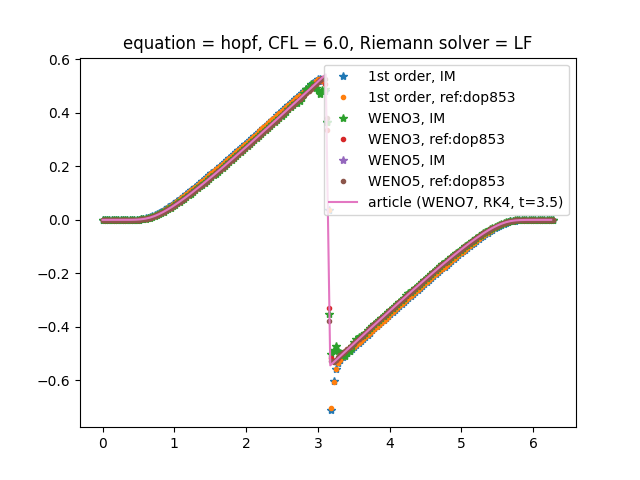 equation = hopf, CFL = 6.0, Riemann solver = LF
0.6
0.4
0.2
0.0
−0.2
−0.4
−0.6
0
1
2
3
4
5
6
1st order, IM
1st order, ref:dop853
WENO3, IM
WENO3, ref:dop853
WENO5, IM
WENO5, ref:dop853
article (WENO7, RK4, t=3.5)